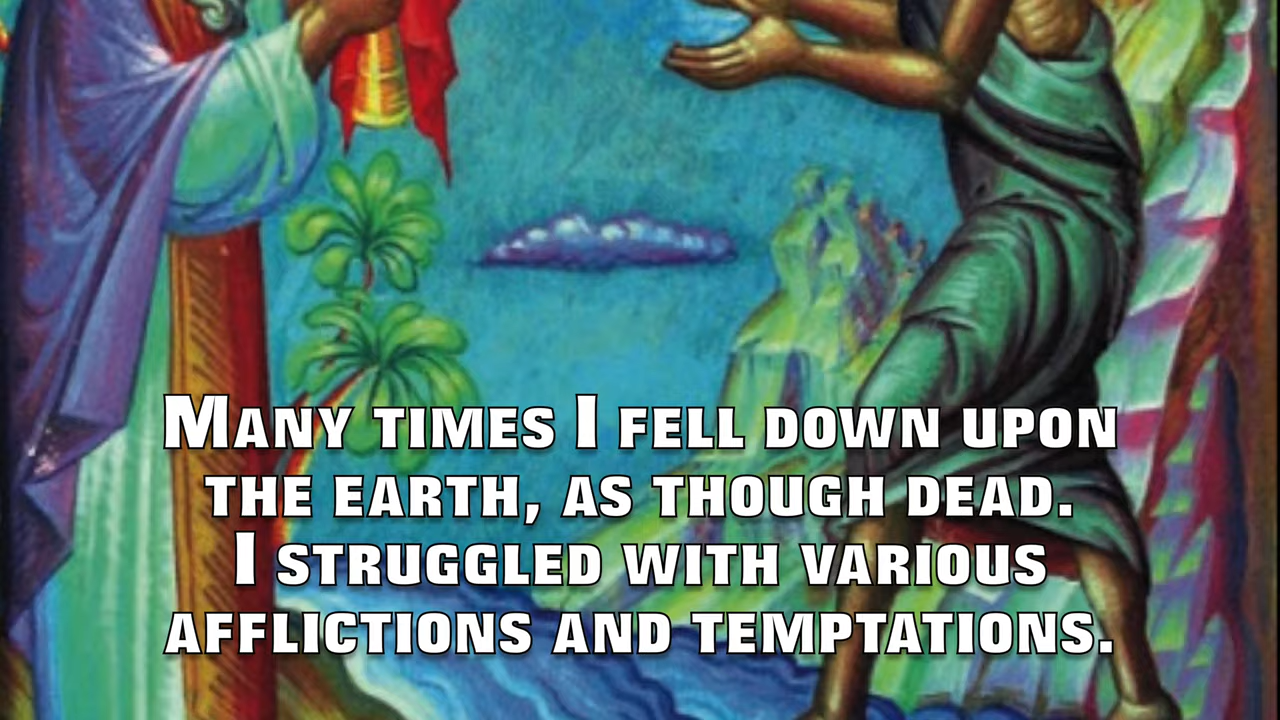 Many times I fell down upon
the earth, as though dead.
I struggled with various
afflictions and temptations.